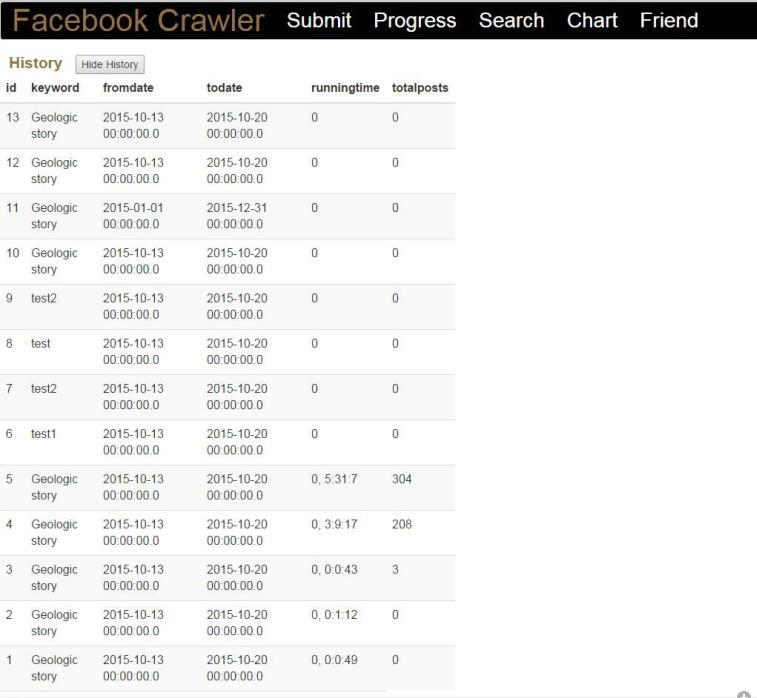 Facebook Crawler Submit Progress Search Chart Friend
History Hide History
id keyword fromdate todate runningtime totalposts
13 Geologic 2015-10-13 2015-10-20 0 0
story 00:00:00.0 00:00:00.0
12 Geologic 2015-10-13 2015-10-20 0 0
story 00:00:00.0 00:00:00.0
11 Geologic 2015-01-01 2015-12-31 0 0
story 00:00:00.0 00:00:00.0
10 Geologic 2015-10-13 2015-10-20 0 0
story 00:00:00.0 00:00:00.0
9 test2 2015-10-13 2015-10-20 0 0
00:00:00.0 00:00:00.0
8 test 2015-10-13 2015-10-20 0 0
00:00:00.0 00:00:00.0
7 test2 2015-10-13 2015-10-20 0 0
00:00:00.0 00:00:00.0
6 test1 2015-10-13 2015-10-20 0 0
00:00:00.0 00:00:00.0
5 Geologic 2015-10-13 2015-10-20 0, 5:31:7 304
story 00:00:00.0 00:00:00.0
4 Geologic 2015-10-13 2015-10-20 0, 3:9:17 208
story 00:00:00.0 00:00:00.0
3 Geologic 2015-10-13 2015-10-20 0, 0:0:43 3
story 00:00:00.0 00:00:00.0
2 Geologic 2015-10-13 2015-10-20 0, 0:1:12 0
story 00:00:00.0 00:00:00.0
1 Geologic 2015-10-13 2015-10-20 0, 0:0:49 0
story 00:00:00.0 00:00:00.0